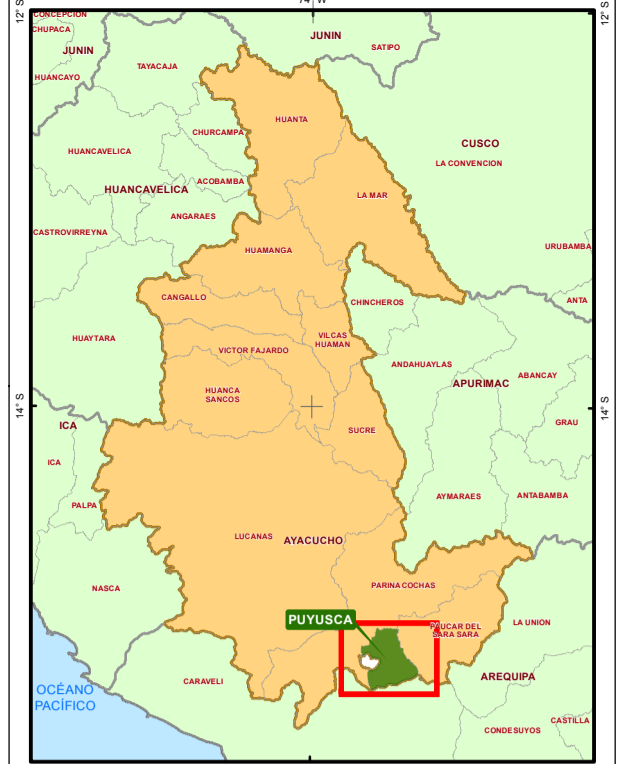 12° S
74° W
12° S
CONCEPCION
CHUPACA
JUNIN
JUNIN
SATIPO
TAYACAJA
HUANCAYO
HUANTA
CHURCAMPA
CUSCO
HUANCAVELICA
LA CONVENCION
ACOBAMBA
HUANCAVELICA
LA MAR
ANGARAES
CASTROVIRREYNA
URUBAMBA
HUAMANGA
CANGALLO
CHINCHEROS
ANTA
HUAYTARA
VILCAS
HUAMAN
VICTOR FAJARDO
ANDAHUAYLAS
ABANCAY
APURIMAC
HUANCA
SANCOS
14° S
14° S
GRAU
ICA
SUCRE
ICA
AYMARAES
ANTABAMBA
PALPA
LUCANAS
AYACUCHO
NASCA
PARINACOCHAS
PUYUSCA
PAUCAR DEL
SARA SARA
LA UNION
CARAVELI
AREQUIPA
OCÉANO
PACÍFICO
CASTILLA
CONDESUYOS